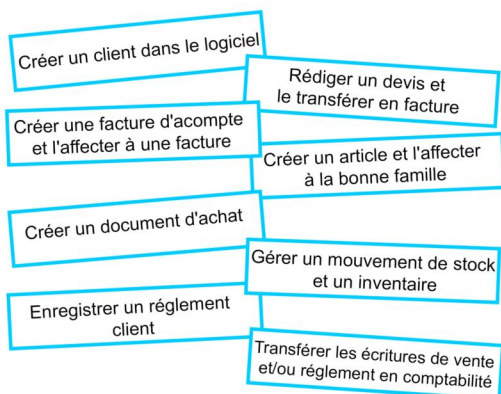 Créer un client dans le logiciel
Rédiger un devis et
le transférer en facture
Créer une facture d'acompte
et l'affecter à une facture
Créer un article et l'affecter
à la bonne famille
Créer un document d'achat
Gérer un mouvement de stock
et un inventaire
Enregistrer un réglement
client
Transférer les écritures de vente
et/ou réglement en comptabilité